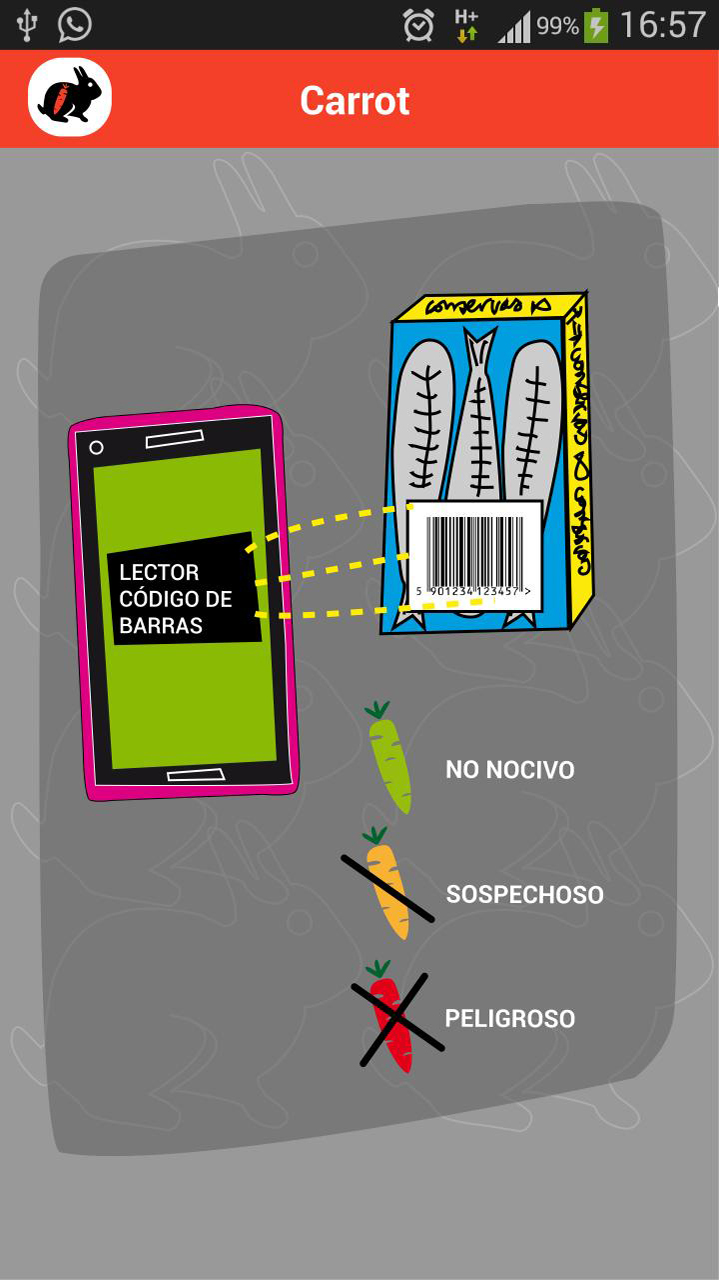 H+
99%
16:57
Carrot
conservas
LECTOR
CÓDIGO DE
BARRAS
5 901234 123457 >
NO NOCIVO
SOSPECHOSO
PELIGROSO